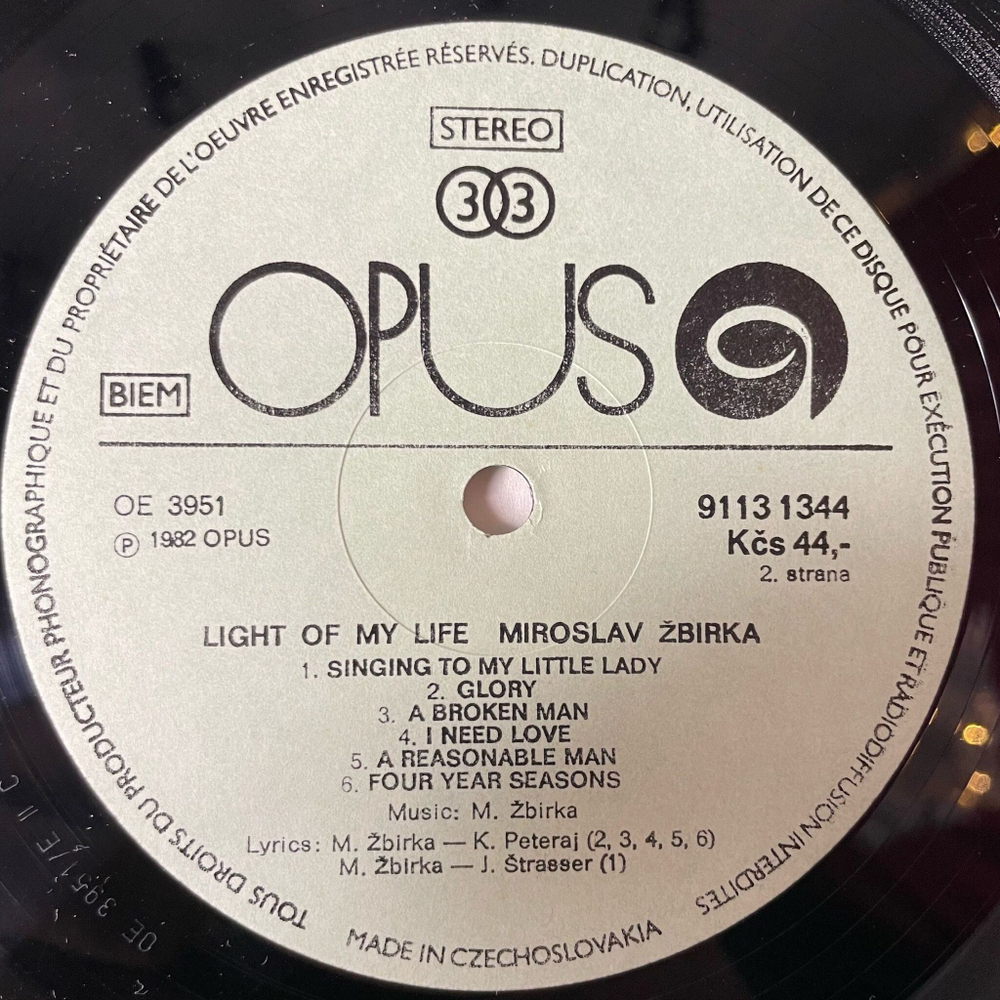 TOUS DROITS DU PRODUCTEUR PHONOGRAPHIQUE ET DU PROPRIÉTAIRE DE L'OEUVRE ENREGISTRÉE RÉSERVÉS. DUPLICATION, UTILISATION DE CE DISQUE POUR EXÉCUTION PUBLIQUE ET RADIODIFFUSION INTERDITES
STEREO
33
OPUS
BIEM
OE 3951
℗ 1982 OPUS
9113 1344
Kčs 44,-
2. strana
LIGHT OF MY LIFE MIROSLAV ŽBIRKA
1. SINGING TO MY LITTLE LADY
2. GLORY
3. A BROKEN MAN
4. I NEED LOVE
5. A REASONABLE MAN
6. FOUR YEAR SEASONS
Music: M. Žbirka
Lyrics: M. Žbirka — K. Peteraj (2, 3, 4, 5, 6)
M. Žbirka — J. Štrasser (1)
MADE IN CZECHOSLOVAKIA
OE 3951/E II C